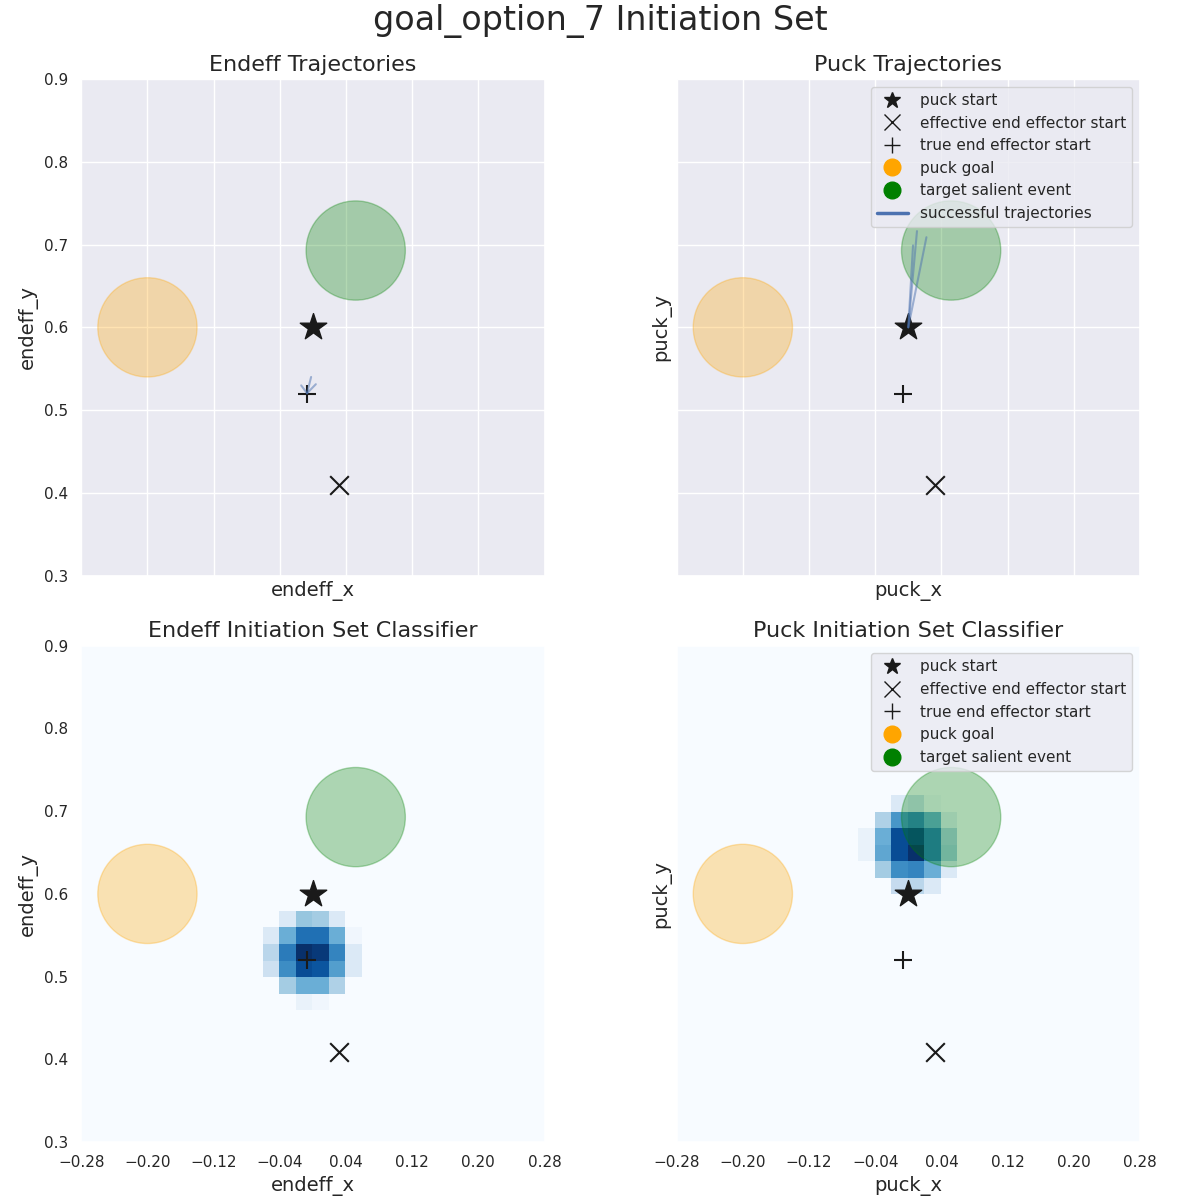 goal_option_7 Initiation Set
Endeff Trajectories
0.9
0.8
0.7
0.6
0.5
0.4
0.3
endeff_y
endeff_x
Puck Trajectories
puck start
effective end effector start
true end effector start
puck goal
target salient event
successful trajectories
puck_y
puck_x
Endeff Initiation Set Classifier
0.9
0.8
0.7
0.6
0.5
0.4
0.3
endeff_y
−0.28 −0.20 −0.12 −0.04 0.04 0.12 0.20 0.28
endeff_x
Puck Initiation Set Classifier
puck start
effective end effector start
true end effector start
puck goal
target salient event
puck_y
−0.28 −0.20 −0.12 −0.04 0.04 0.12 0.20 0.28
puck_x